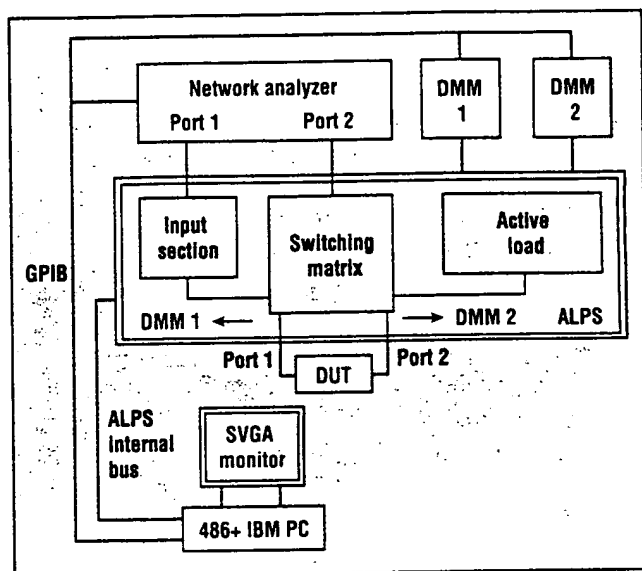 Network analyzer
Port 1 Port 2
DMM
1
DMM
2
Input
section
Switching
matrix
Active
load
GPIB
DMM 1 DMM 2 ALPS
Port 1 Port 2
DUT
ALPS
internal
bus
SVGA
monitor
486+ IBM PC